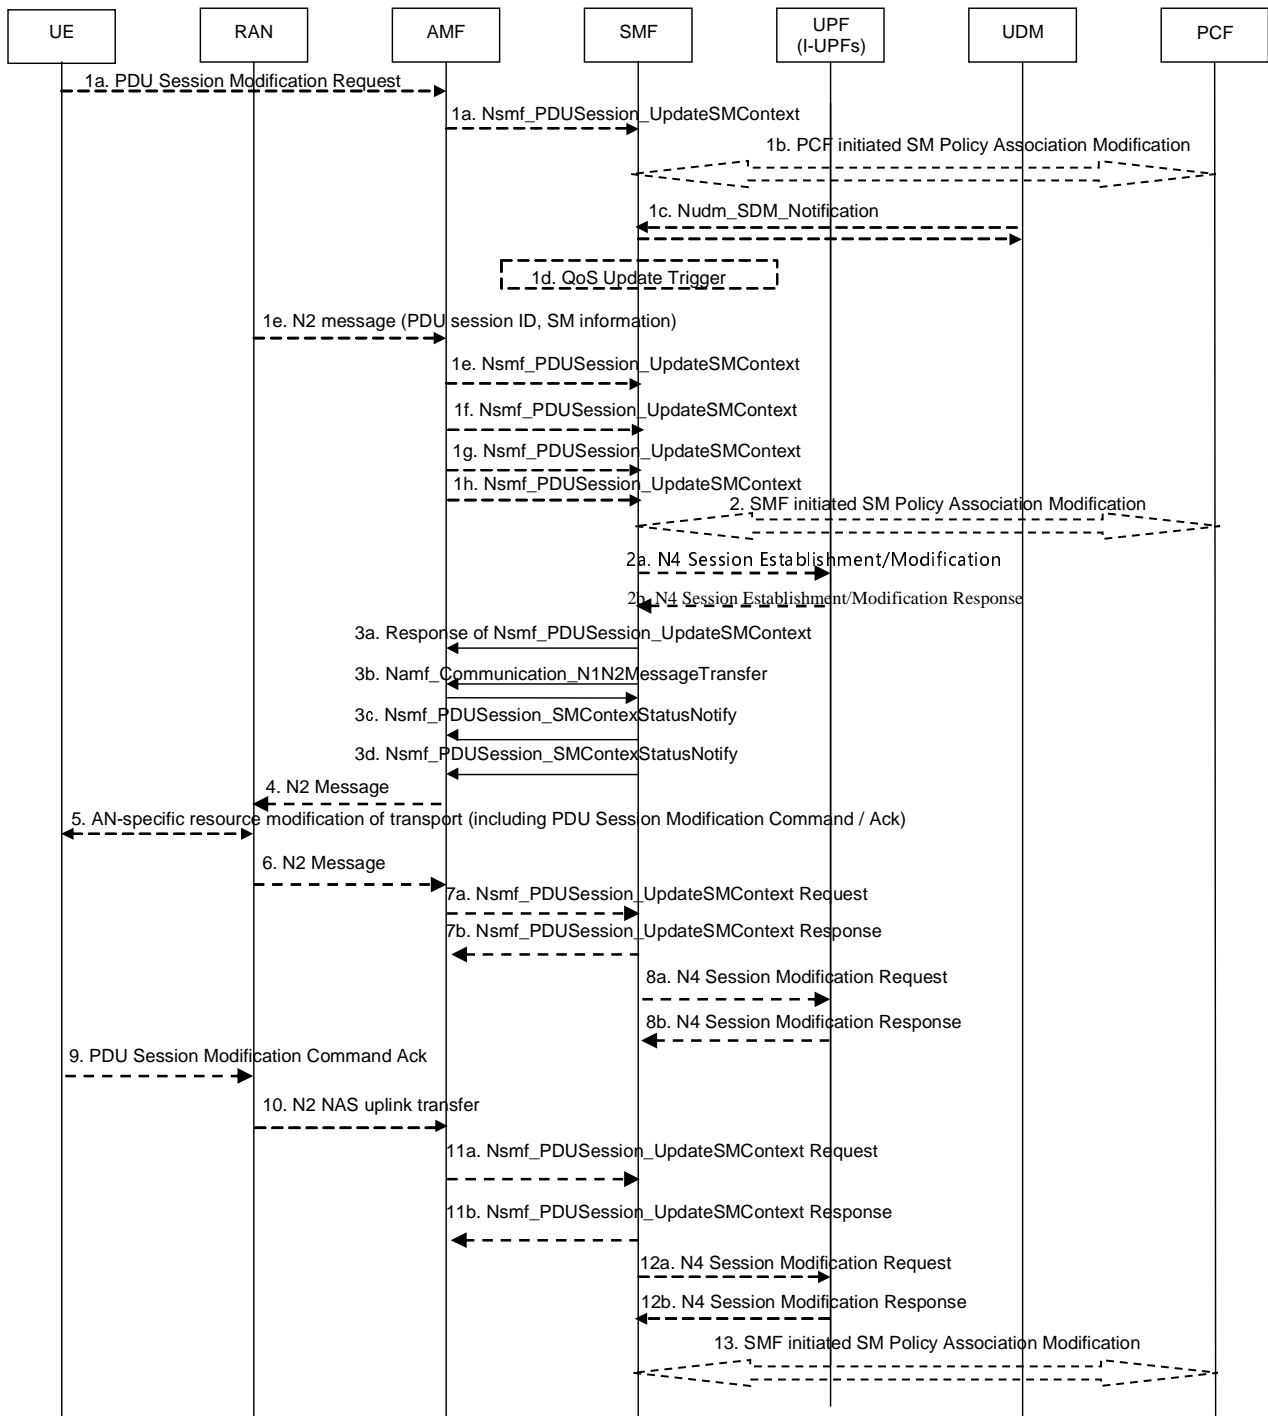 UE
RAN
AMF
SMF
UPF
(I-UPFs)
UDM
PCF
1a. PDU Session Modification Request
1a. Nsmf_PDUSession_UpdateSMContext
1b. PCF initiated SM Policy Association Modification
1c. Nudm_SDM_Notification
1d. QoS Update Trigger
1e. N2 message (PDU session ID, SM information)
1e. Nsmf_PDUSession_UpdateSMContext
1f. Nsmf_PDUSession_UpdateSMContext
1g. Nsmf_PDUSession_UpdateSMContext
1h. Nsmf_PDUSession_UpdateSMContext
2. SMF initiated SM Policy Association Modification
2a. N4 Session Establishment/Modification
2b. N4 Session Establishment/Modification Response
3a. Response of Nsmf_PDUSession_UpdateSMContext
3b. Namf_Communication_N1N2MessageTransfer
3c. Nsmf_PDUSession_SMContexStatusNotify
3d. Nsmf_PDUSession_SMContexStatusNotify
4. N2 Message
5. AN-specific resource modification of transport (including PDU Session Modification Command / Ack)
6. N2 Message
7a. Nsmf_PDUSession_UpdateSMContext Request
7b. Nsmf_PDUSession_UpdateSMContext Response
8a. N4 Session Modification Request
8b. N4 Session Modification Response
9. PDU Session Modification Command Ack
10. N2 NAS uplink transfer
11a. Nsmf_PDUSession_UpdateSMContext Request
11b. Nsmf_PDUSession_UpdateSMContext Response
12a. N4 Session Modification Request
12b. N4 Session Modification Response
13. SMF initiated SM Policy Association Modification